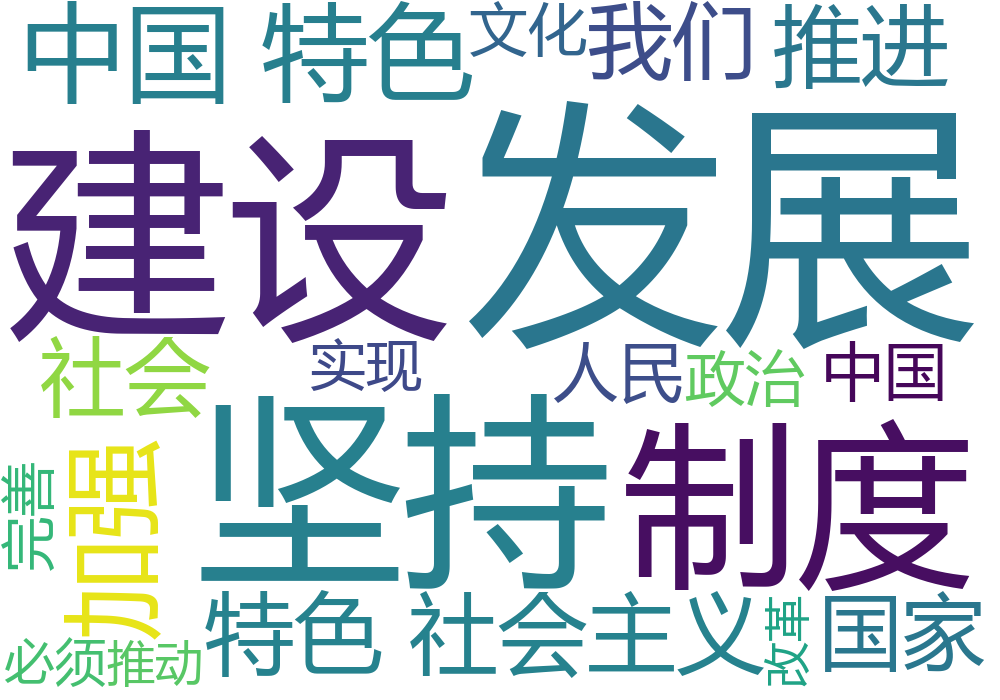 中国 特色
文化
我们
推进
建设
发展
社会
实现
人民
政治
中国
完善
加强
坚持
制度
必须
推动
特色
社会主义
改革
国家